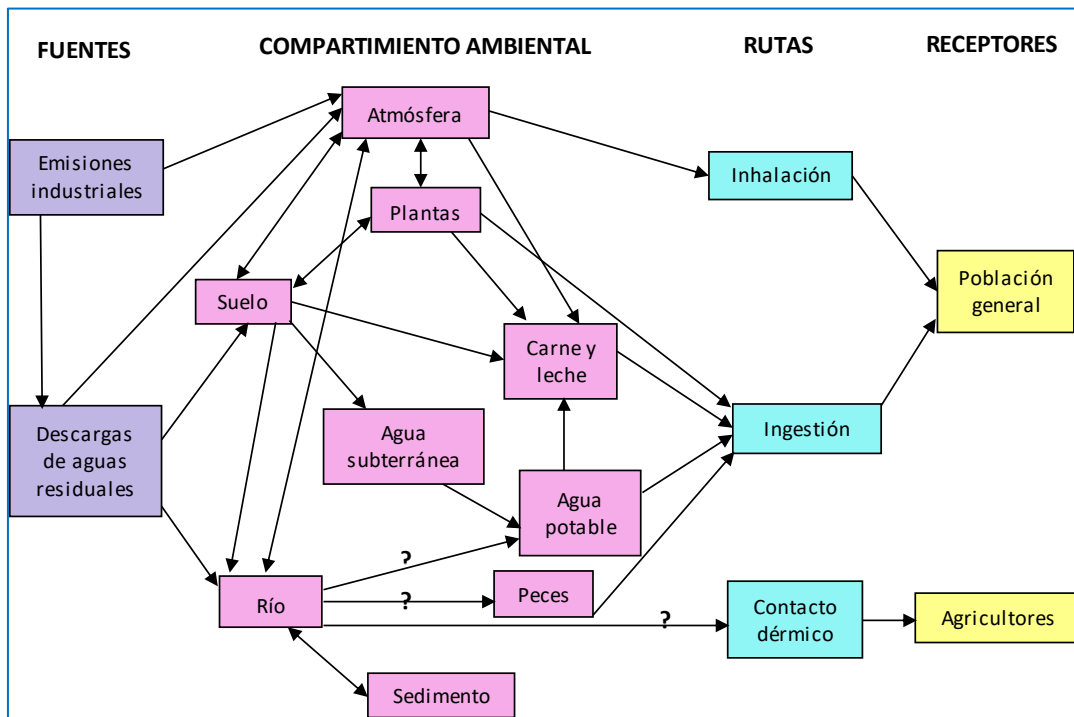 FUENTES
COMPARTIMIENTO AMBIENTAL
RUTAS
RECEPTORES
Atmósfera
Emisiones
industriales
Inhalación
Plantas
Suelo
Población
general
Carne y
leche
Descargas
de aguas
residuales
Agua
subterránea
Ingestión
Agua
potable
?
Río
?
Peces
?
Contacto
dérmico
Agricultores
Sedimento